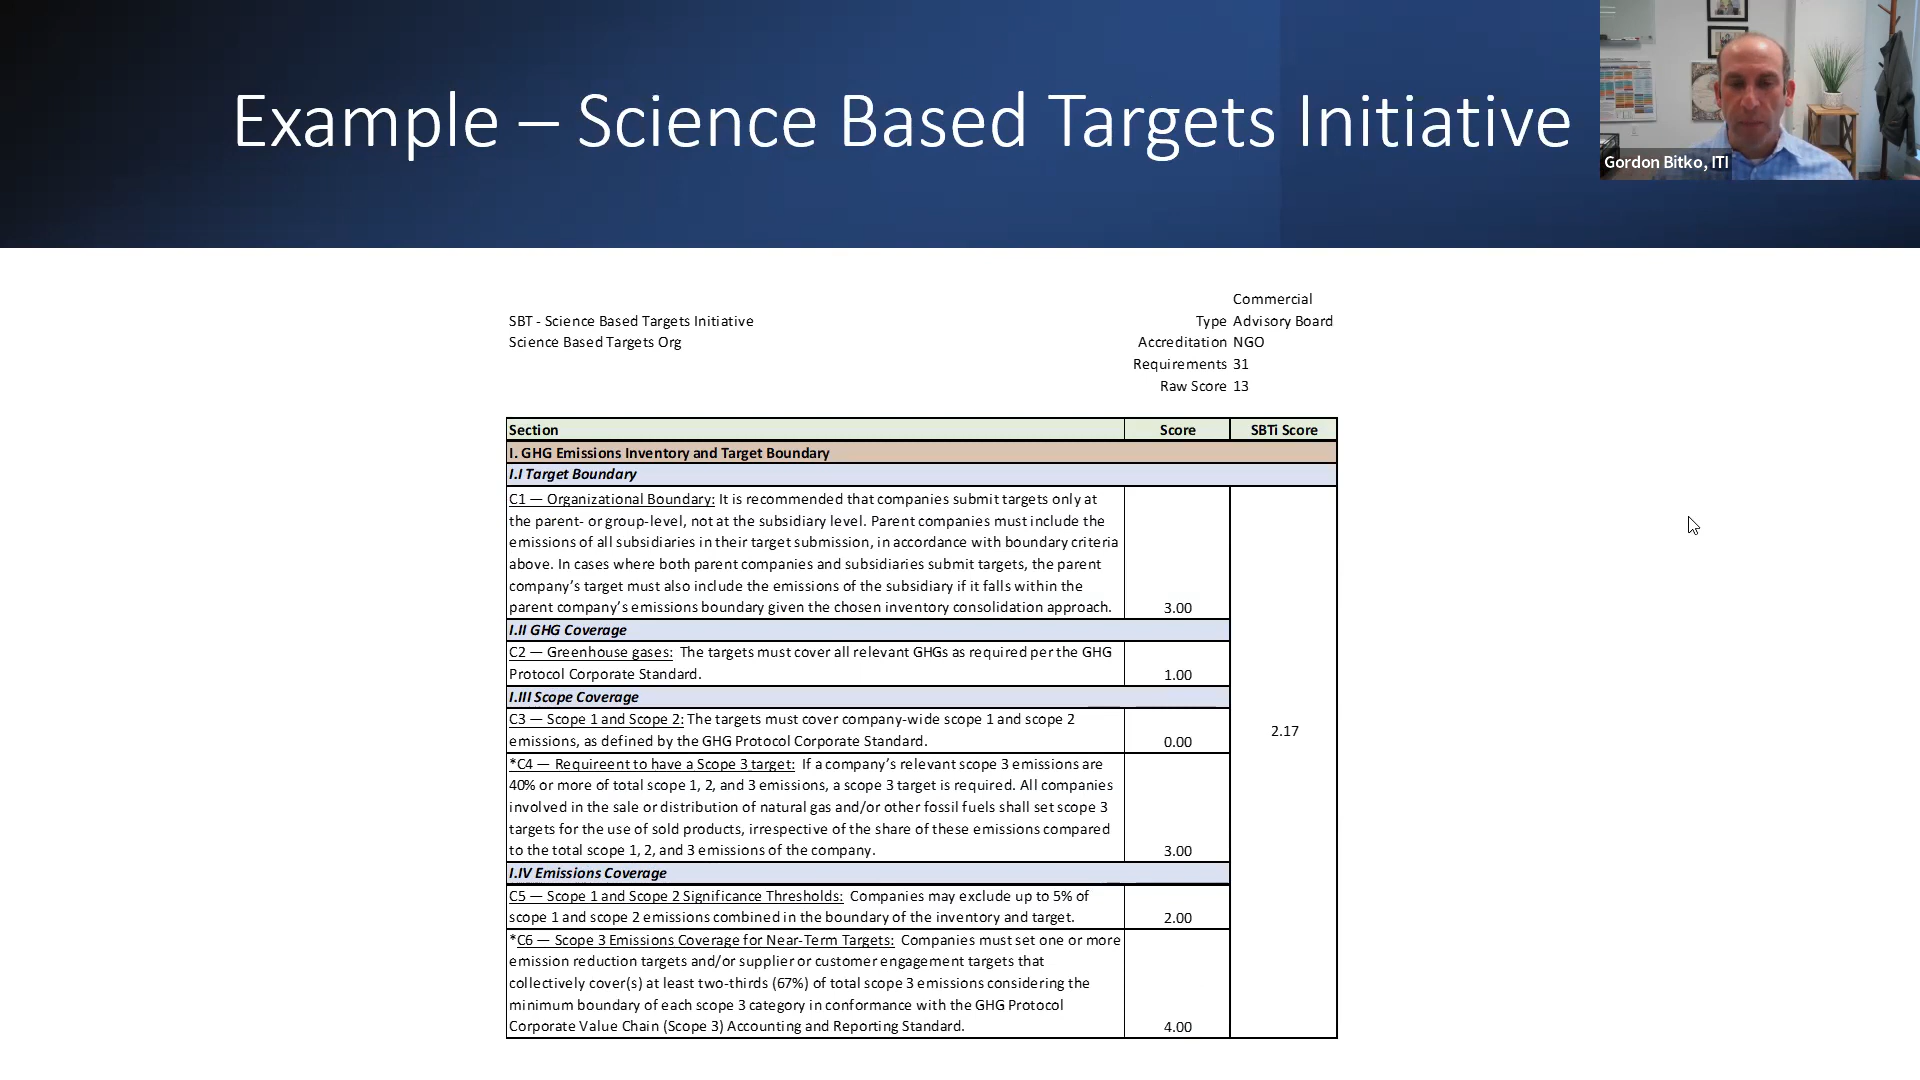 Example – Science Based Targets Initiative
Gordon Bitko, ITI
Commercial
SBT - Science Based Targets Initiative
Type Advisory Board
Science Based Targets Org
Accreditation NGO
Requirements 31
Raw Score 13
Section Score SBTi Score
I. GHG Emissions Inventory and Target Boundary
I.I Target Boundary
C1 — Organizational Boundary: It is recommended that companies submit targets only at
the parent- or group-level, not at the subsidiary level. Parent companies must include the
emissions of all subsidiaries in their target submission, in accordance with boundary criteria
above. In cases where both parent companies and subsidiaries submit targets, the parent
company’s target must also include the emissions of the subsidiary if it falls within the
parent company’s emissions boundary given the chosen inventory consolidation approach.
3.00
I.II GHG Coverage
C2 — Greenhouse gases: The targets must cover all relevant GHGs as required per the GHG
Protocol Corporate Standard.
1.00
I.III Scope Coverage
C3 — Scope 1 and Scope 2: The targets must cover company-wide scope 1 and scope 2
emissions, as defined by the GHG Protocol Corporate Standard.
0.00
2.17
*C4 — Requireent to have a Scope 3 target: If a company’s relevant scope 3 emissions are
40% or more of total scope 1, 2, and 3 emissions, a scope 3 target is required. All companies
involved in the sale or distribution of natural gas and/or other fossil fuels shall set scope 3
targets for the use of sold products, irrespective of the share of these emissions compared
to the total scope 1, 2, and 3 emissions of the company.
3.00
I.IV Emissions Coverage
C5 — Scope 1 and Scope 2 Significance Thresholds: Companies may exclude up to 5% of
scope 1 and scope 2 emissions combined in the boundary of the inventory and target.
2.00
*C6 — Scope 3 Emissions Coverage for Near-Term Targets: Companies must set one or more
emission reduction targets and/or supplier or customer engagement targets that
collectively cover(s) at least two-thirds (67%) of total scope 3 emissions considering the
minimum boundary of each scope 3 category in conformance with the GHG Protocol
Corporate Value Chain (Scope 3) Accounting and Reporting Standard.
4.00